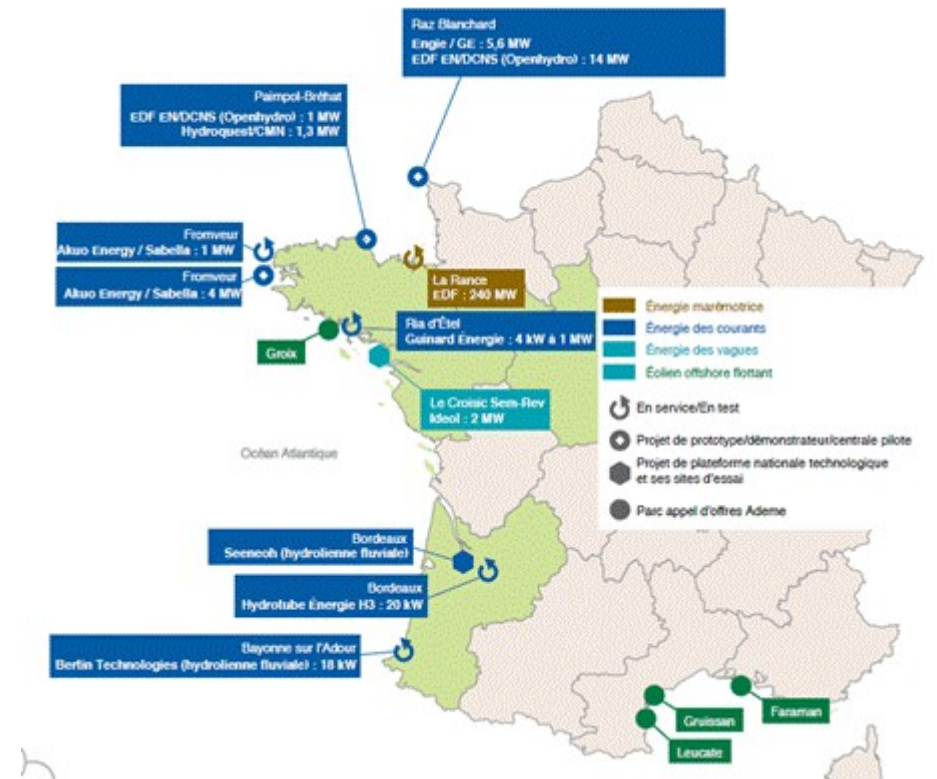 Raz Blanchard
Engie / GE : 5,6 MW
EDF EN/DCNS (Openhydro) : 14 MW
Paimpol-Bréhat
EDF EN/DCNS (Openhydro) : 1 MW
Hydroquest/CMN : 1,3 MW
Fromveur
Akuo Energy / Sabella : 1 MW
Fromveur
Akuo Energy / Sabella : 4 MW
La Rance
EDF : 240 MW
Ria d'Étel
Guinard Énergie : 4 kW à 1 MW
Groix
Le Croisic Sem-Rev
Ideol : 2 MW
Océan Atlantique
Énergie marémotrice
Énergie des courants
Énergie des vagues
Éolien offshore flottant
En service/En test
Projet de prototype/démonstrateur/centrale pilote
Projet de plateforme nationale technologique
et ses sites d'essai
Parc appel d'offres Ademe
Bordeaux
Seeneoh (hydrolienne fluviale)
Bordeaux
Hydrotube Énergie H3 : 20 kW
Bayonne sur l'Adour
Bertin Technologies (hydrolienne fluviale) : 18 kW
Faraman
Gruissan
Leucate